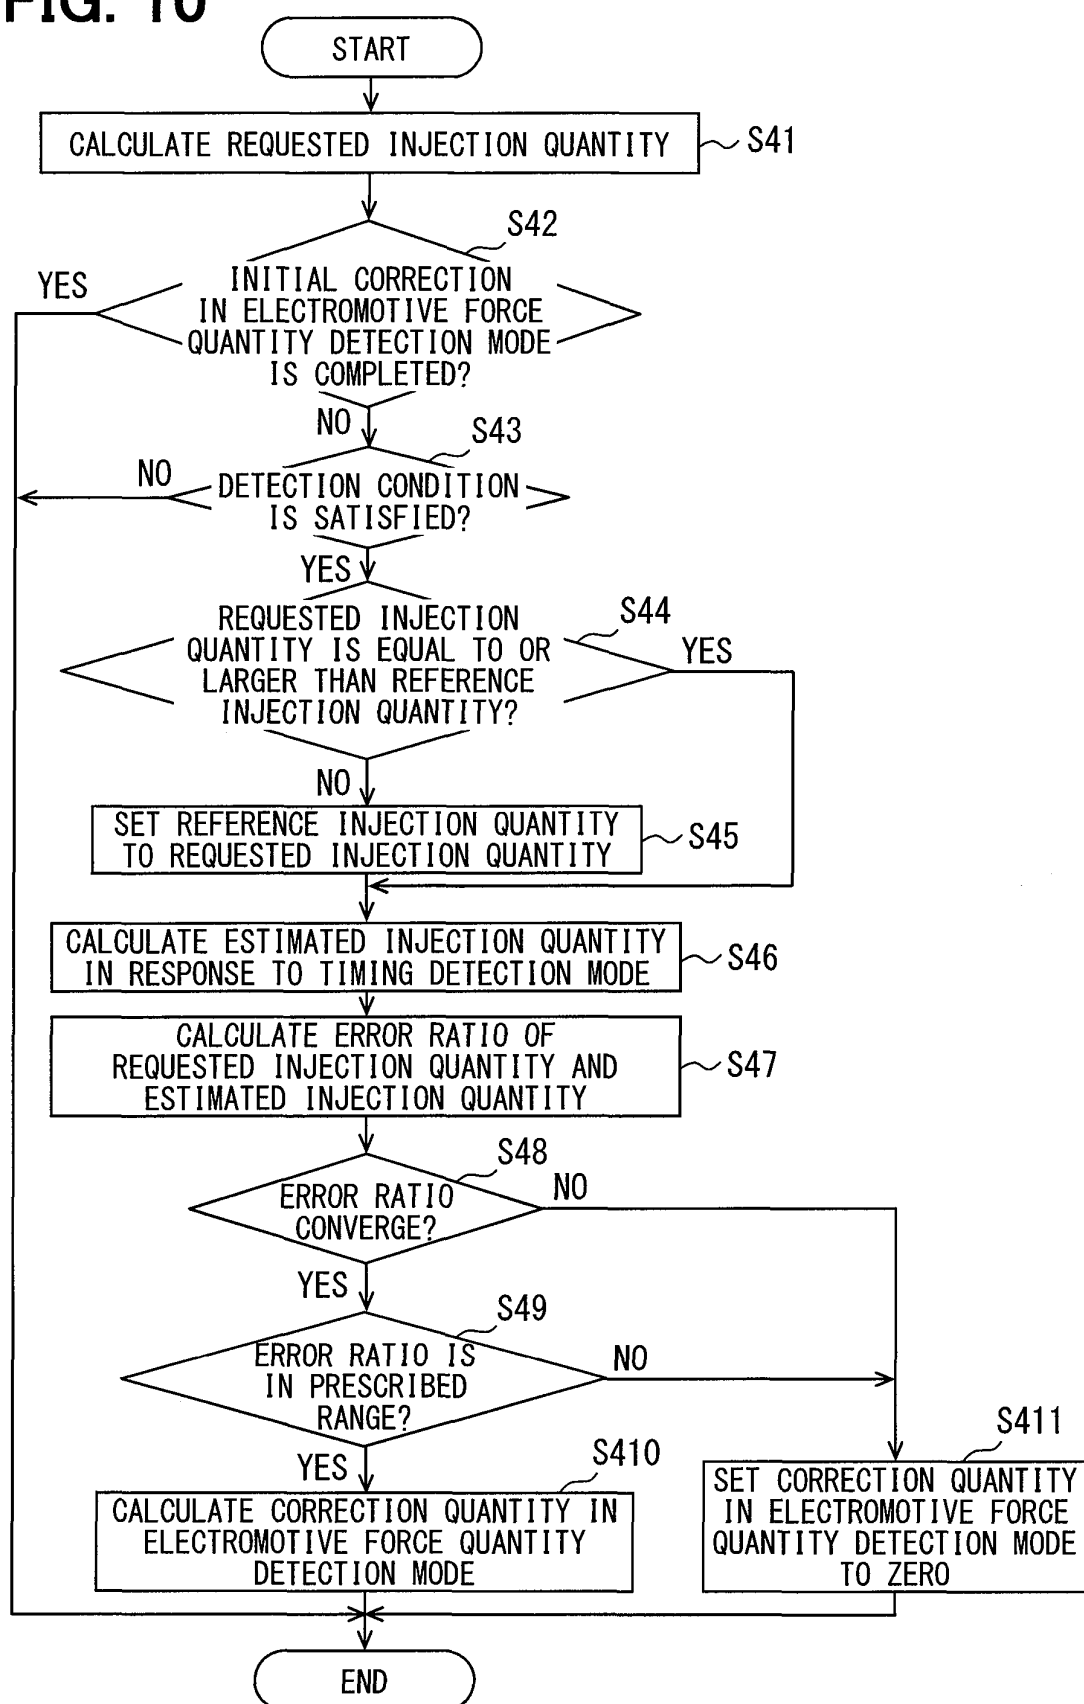 FIG. 10
START
CALCULATE REQUESTED INJECTION QUANTITY
S41
S42
YES
INITIAL CORRECTION
IN ELECTROMOTIVE FORCE
QUANTITY DETECTION MODE
IS COMPLETED?
NO
S43
NO
DETECTION CONDITION
IS SATISFIED?
YES
S44
REQUESTED INJECTION
QUANTITY IS EQUAL TO OR
LARGER THAN REFERENCE
INJECTION QUANTITY?
YES
NO
SET REFERENCE INJECTION QUANTITY
TO REQUESTED INJECTION QUANTITY
S45
CALCULATE ESTIMATED INJECTION QUANTITY
IN RESPONSE TO TIMING DETECTION MODE
S46
CALCULATE ERROR RATIO OF
REQUESTED INJECTION QUANTITY AND
ESTIMATED INJECTION QUANTITY
S47
S48
ERROR RATIO
CONVERGE?
NO
YES
S49
ERROR RATIO IS
IN PRESCRIBED
RANGE?
NO
YES
S410
CALCULATE CORRECTION QUANTITY IN
ELECTROMOTIVE FORCE QUANTITY
DETECTION MODE
S411
SET CORRECTION QUANTITY
IN ELECTROMOTIVE FORCE
QUANTITY DETECTION MODE
TO ZERO
END